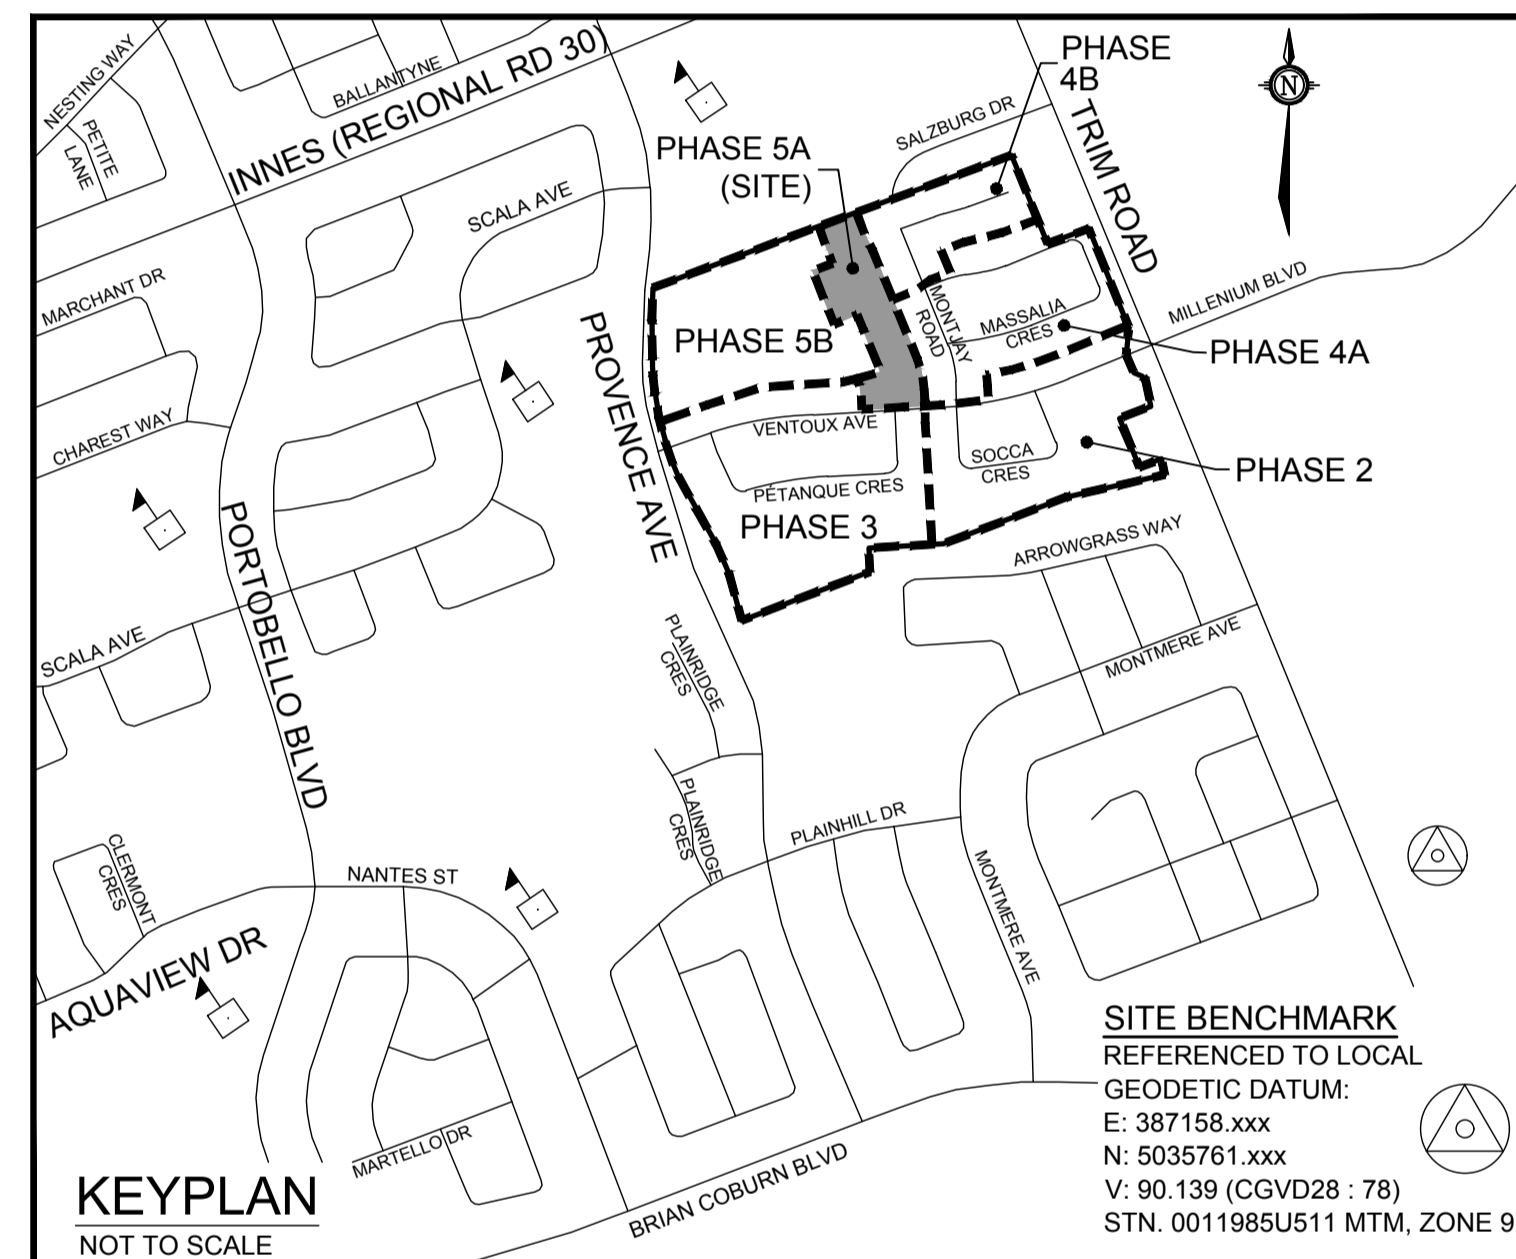 NESTING WAY
PETITE
LANE
BALLANTYNE
INNES (REGIONAL RD 30)
PHASE
4B
N
SALZBURG DR
TRIM ROAD
PHASE 5A
(SITE)
SCALA AVE
MARCHANT DR
PROVENCE AVE
PHASE 5B
MONTJAY
ROAD
MASSALIA
CRES
MILLENIUM BLVD
PHASE 4A
CHAREST WAY
VENTOUX AVE
SOCCA
CRES
PHASE 2
PÉTANQUE CRES
PHASE 3
PORTOBELLO BLVD
ARROWGRASS WAY
SCALA AVE
PLAINRIDGE
CRES
MONTMERE AVE
PLAINRIDGE
CRES
PLAINHILL DR
CLERMONT
CRES
NANTES ST
MONTMERE AVE
AQUAVIEW DR
MARTELLO DR
BRIAN COBURN BLVD
KEYPLAN
NOT TO SCALE
SITE BENCHMARK
REFERENCED TO LOCAL
GEODETIC DATUM:
E: 387158.xxx
N: 5035761.xxx
V: 90.139 (CGVD28 : 78)
STN. 0011985U511 MTM, ZONE 9